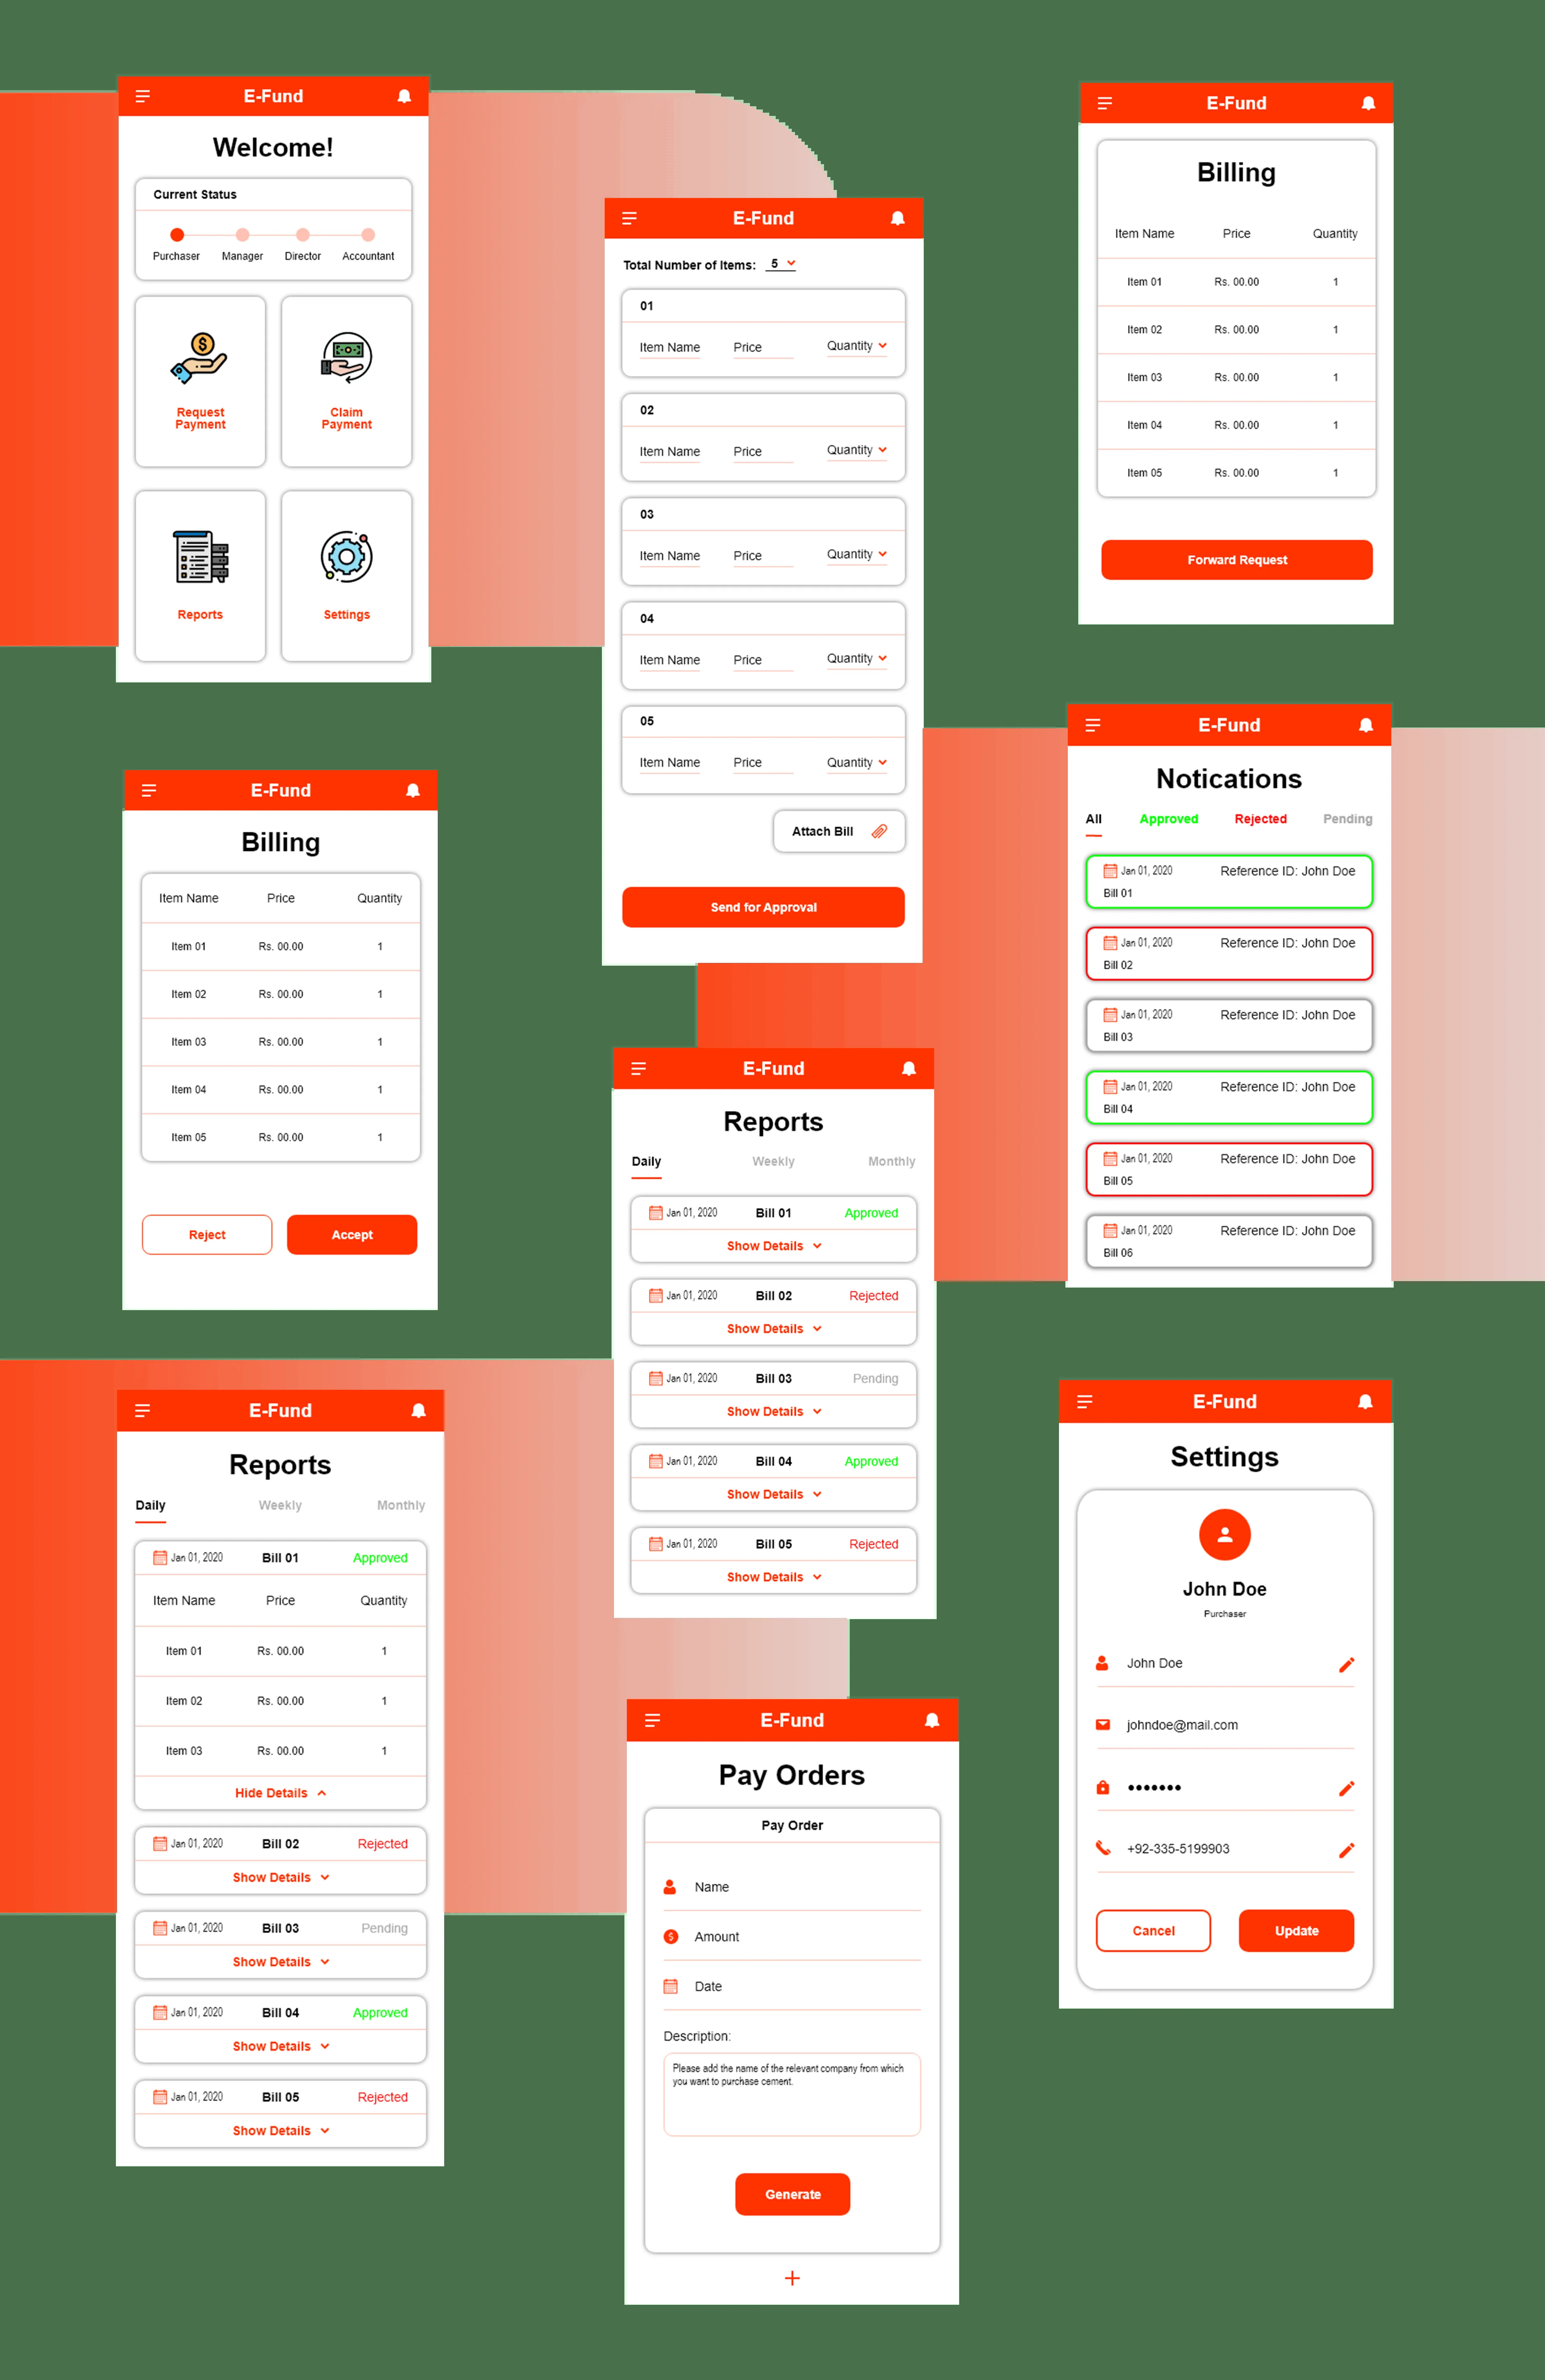 E-Fund
Welcome!
Current Status
Purchaser Manager Director Accountant
Request
Payment
Claim
Payment
Reports
Settings
E-Fund
Total Number of Items: 5
01
Item Name Price Quantity
02
Item Name Price Quantity
03
Item Name Price Quantity
04
Item Name Price Quantity
05
Item Name Price Quantity
Attach Bill
Send for Approval
E-Fund
Billing
Item Name Price Quantity
Item 01 Rs. 00.00 1
Item 02 Rs. 00.00 1
Item 03 Rs. 00.00 1
Item 04 Rs. 00.00 1
Item 05 Rs. 00.00 1
Forward Request
E-Fund
Billing
Item Name Price Quantity
Item 01 Rs. 00.00 1
Item 02 Rs. 00.00 1
Item 03 Rs. 00.00 1
Item 04 Rs. 00.00 1
Item 05 Rs. 00.00 1
Reject Accept
E-Fund
Notications
All Approved Rejected Pending
Jan 01, 2020 Reference ID: John Doe
Bill 01
Jan 01, 2020 Reference ID: John Doe
Bill 02
Jan 01, 2020 Reference ID: John Doe
Bill 03
Jan 01, 2020 Reference ID: John Doe
Bill 04
Jan 01, 2020 Reference ID: John Doe
Bill 05
Jan 01, 2020 Reference ID: John Doe
Bill 06
E-Fund
Reports
Daily Weekly Monthly
Jan 01, 2020 Bill 01 Approved
Show Details
Jan 01, 2020 Bill 02 Rejected
Show Details
Jan 01, 2020 Bill 03 Pending
Show Details
Jan 01, 2020 Bill 04 Approved
Show Details
Jan 01, 2020 Bill 05 Rejected
Show Details
E-Fund
Reports
Daily Weekly Monthly
Jan 01, 2020 Bill 01 Approved
Item Name Price Quantity
Item 01 Rs. 00.00 1
Item 02 Rs. 00.00 1
Item 03 Rs. 00.00 1
Hide Details
Jan 01, 2020 Bill 02 Rejected
Show Details
Jan 01, 2020 Bill 03 Pending
Show Details
Jan 01, 2020 Bill 04 Approved
Show Details
Jan 01, 2020 Bill 05 Rejected
Show Details
E-Fund
Settings
John Doe
Purchaser
John Doe
johndoe@mail.com
•••••••
+92-335-5199903
Cancel Update
E-Fund
Pay Orders
Pay Order
Name
Amount
Date
Description:
Please add the name of the relevant company from which
you want to purchase cement.
Generate